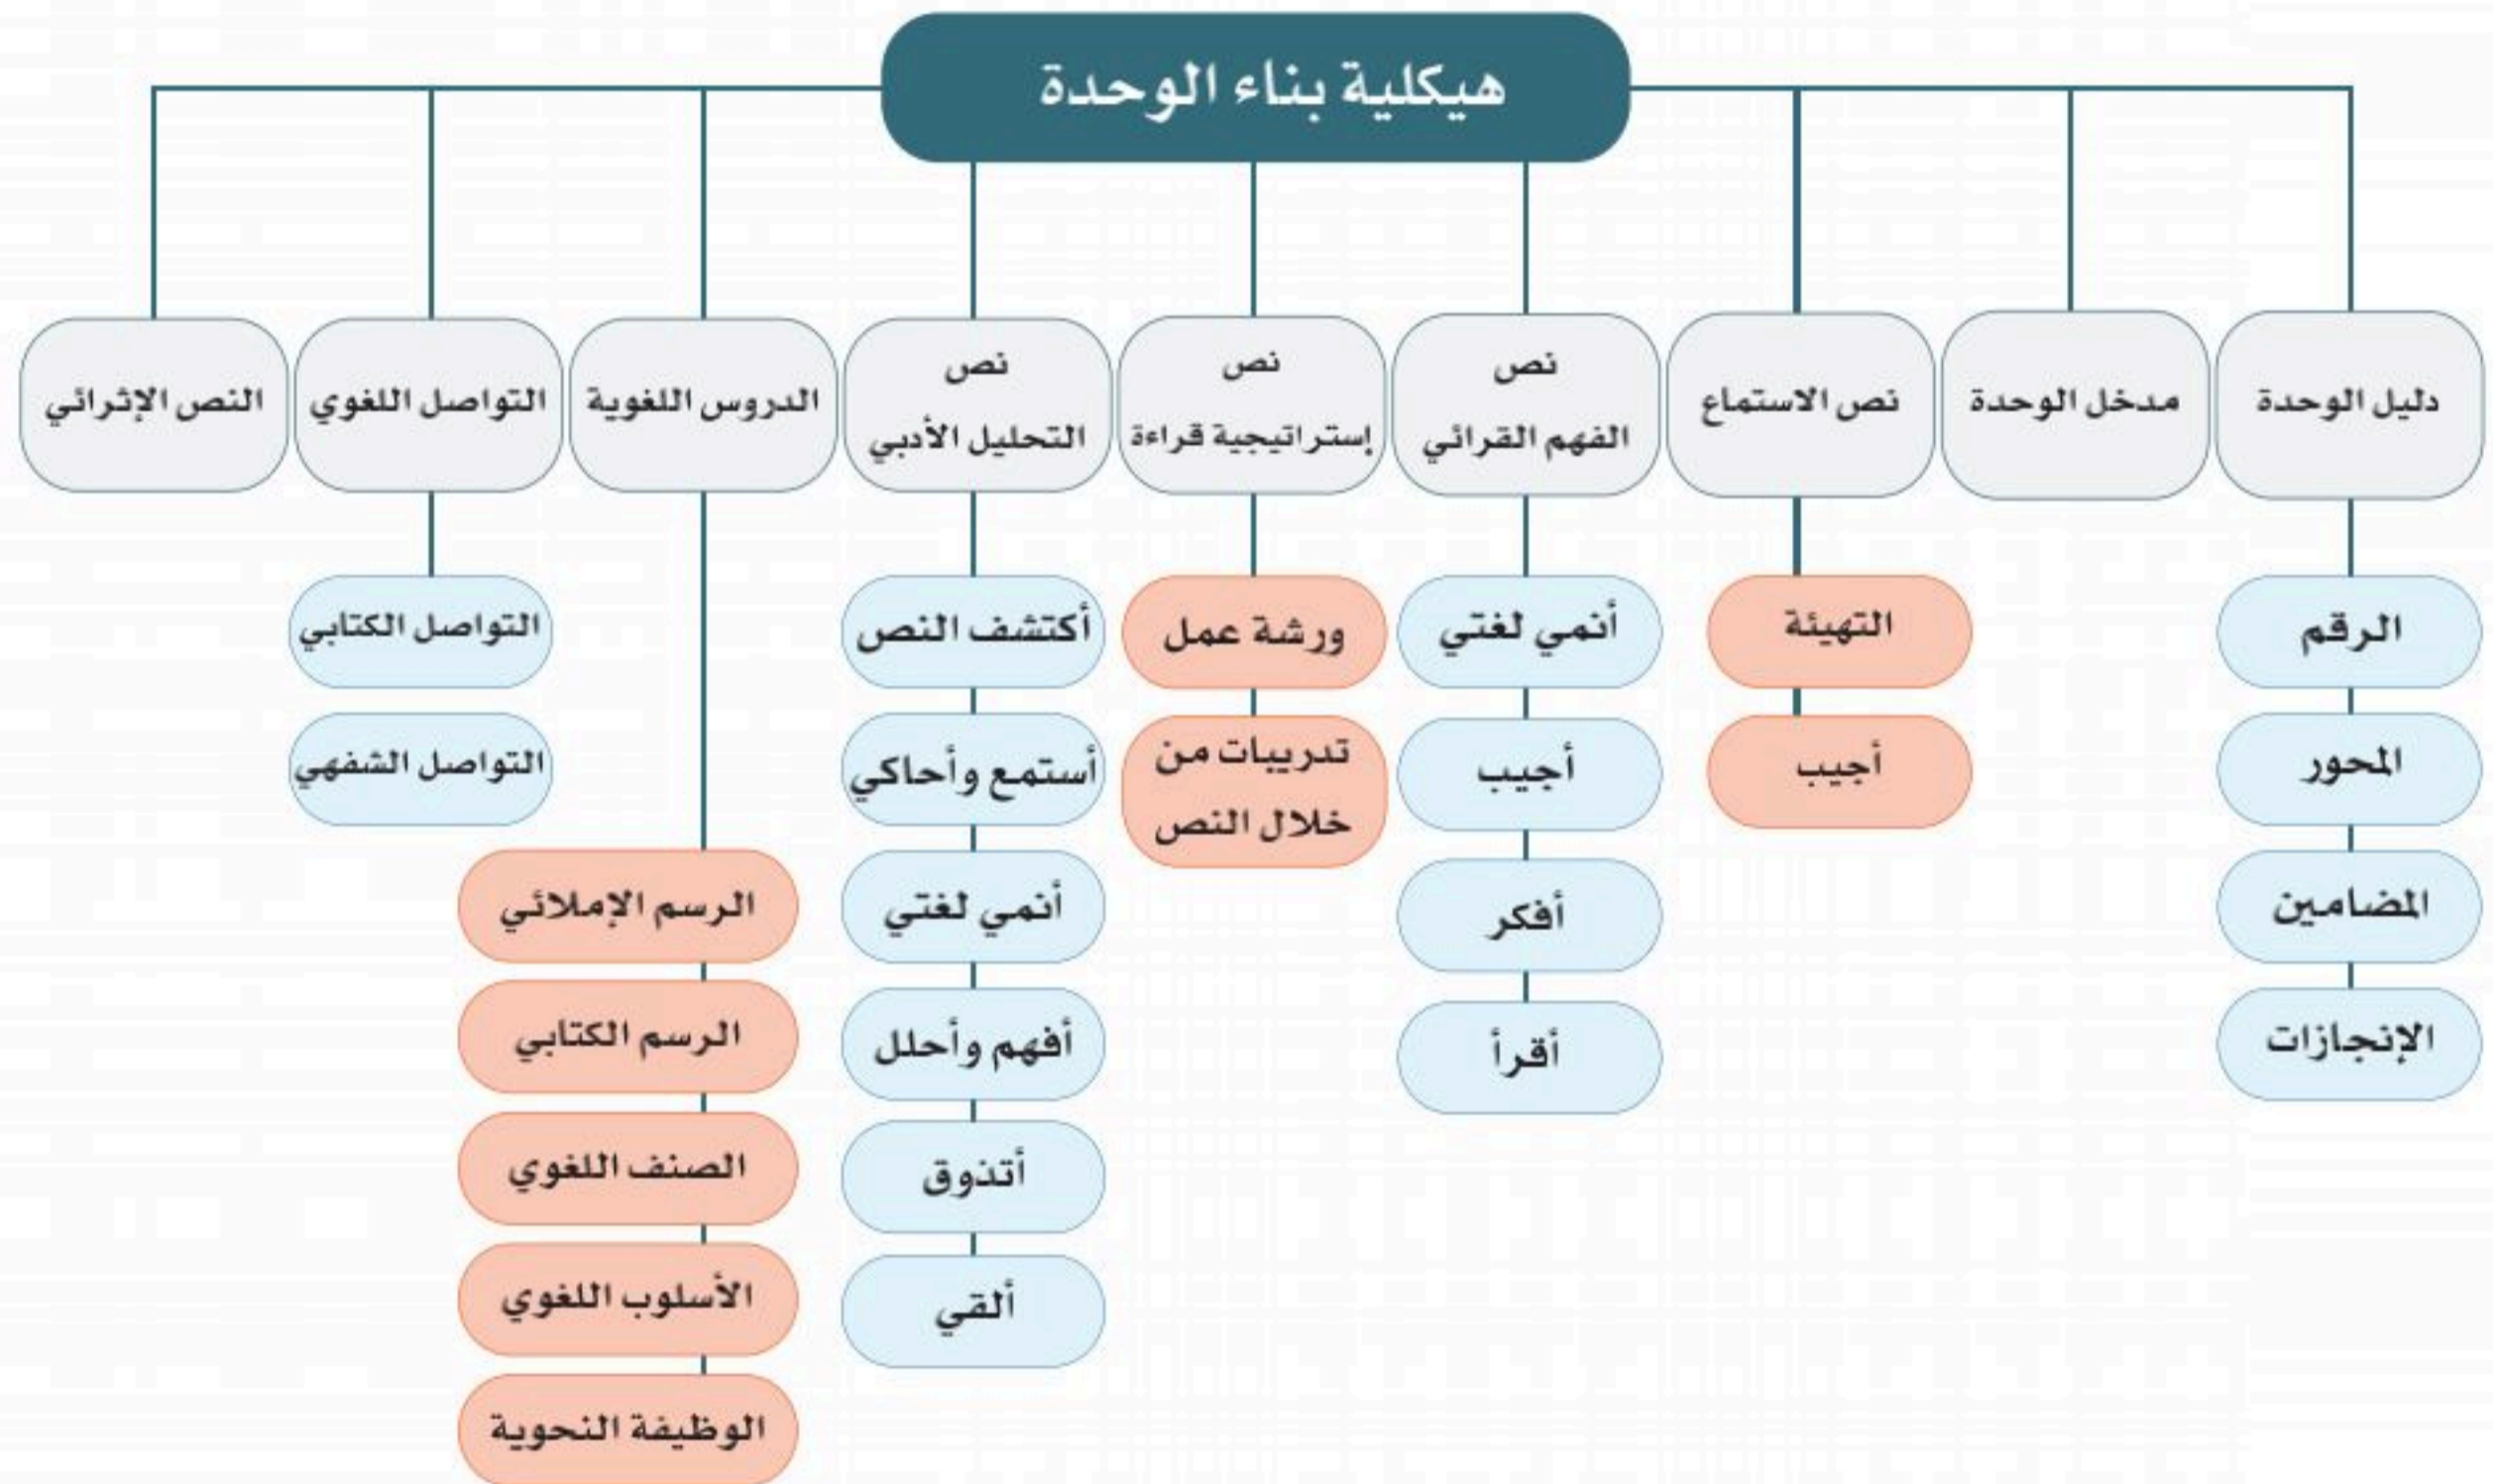 هيكلية بناء الوحدة
دليل الوحدة
مدخل الوحدة
نص الاستماع
نص
الفهم القرائي
نص
إستراتيجية قراءة
نص
التحليل الأدبي
الدروس اللغوية
التواصل اللغوي
النص الإثرائي
الرقم
المحور
المضامين
الإنجازات
التهيئة
أجيب
أنمي لغتي
أجيب
أفكر
أقرأ
ورشة عمل
تدريبات من
خلال النص
أكتشف النص
أستمع وأحاكي
أنمي لغتي
أفهم وأحلل
أتذوق
ألقي
الرسم الإملائي
الرسم الكتابي
الصنف اللغوي
الأسلوب اللغوي
الوظيفة النحوية
التواصل الكتابي
التواصل الشفهي